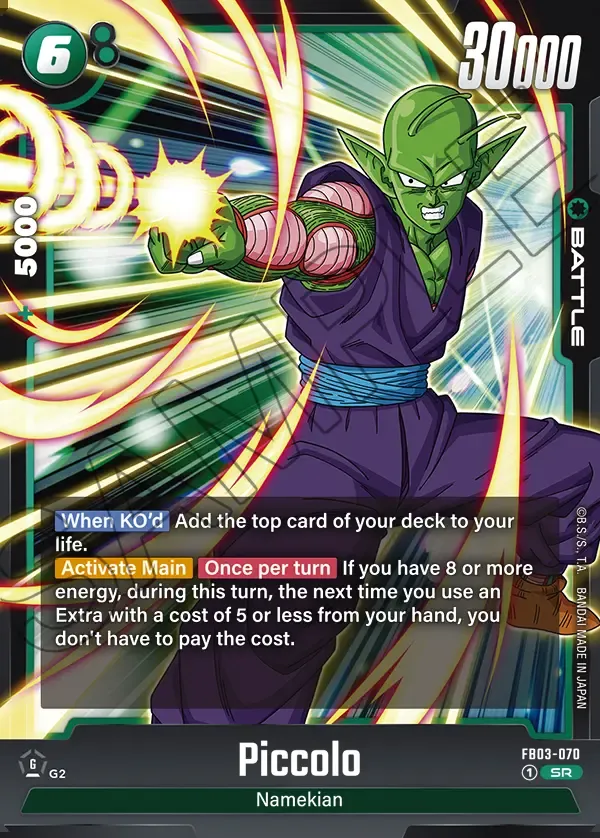 6
30000
5000
+
BATTLE
SAMPLE
When KO'd Add the top card of your deck to your
life.
Activate Main Once per turn If you have 8 or more
energy, during this turn, the next time you use an
Extra with a cost of 5 or less from your hand, you
don't have to pay the cost.
©B.S./S., T.A. BANDAI MADE IN JAPAN
Piccolo
FB03-070
G G2
1 SR
Namekian